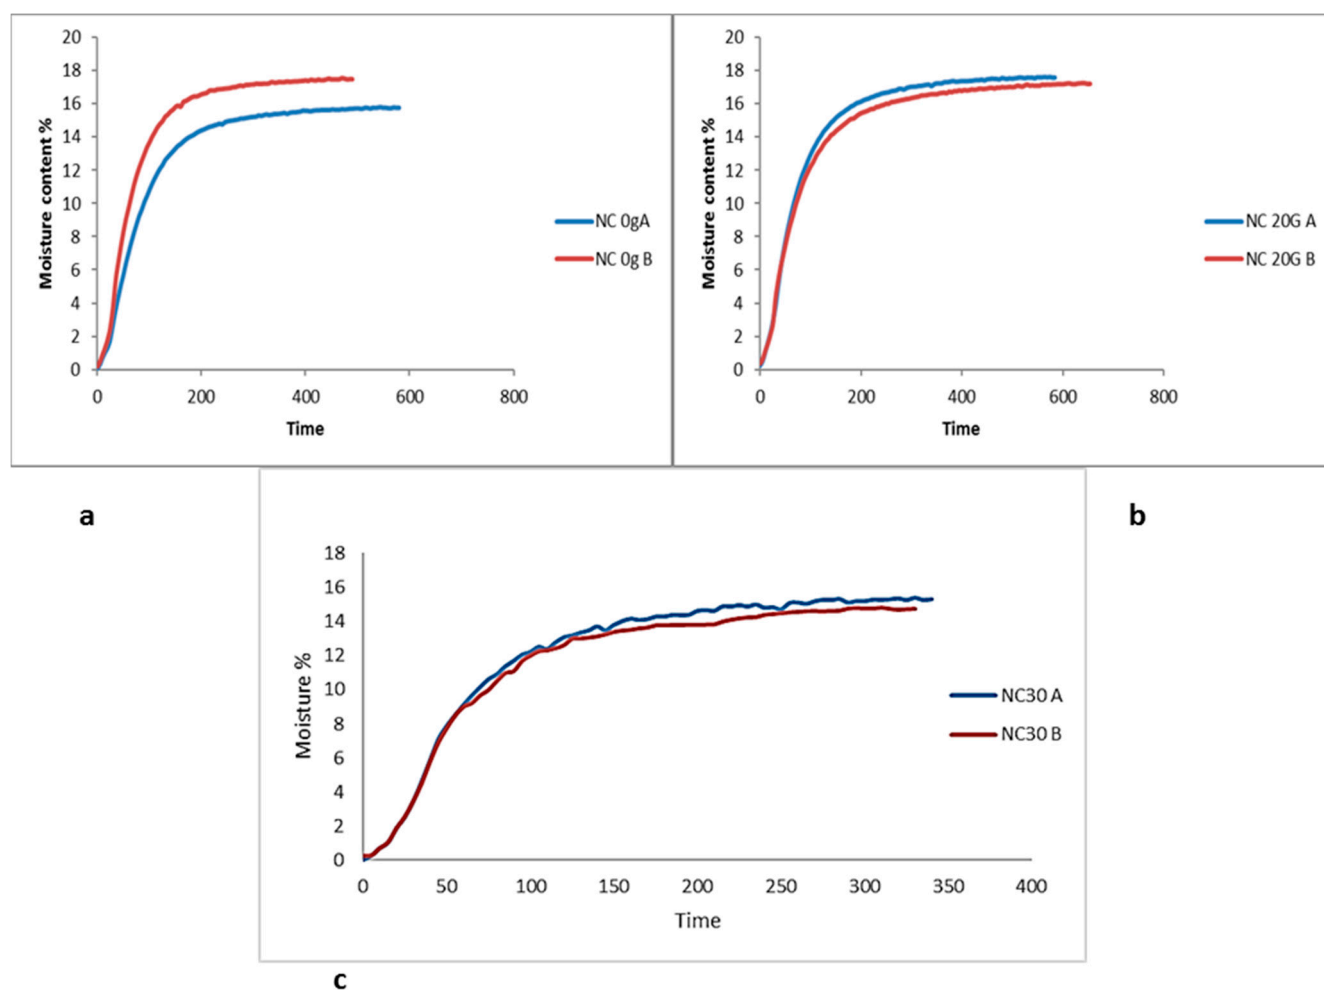 20
18
16
14
12
10
8
6
4
2
0
Moisture content %
0 200 400 600 800
Time
NC 0gA
NC 0g B
20
18
16
14
12
10
8
6
4
2
0
Moisture content %
0 200 400 600 800
Time
NC 20G A
NC 20G B
a
b
18
16
14
12
10
8
6
4
2
0
Moisture %
0 50 100 150 200 250 300 350 400
Time
NC30 A
NC30 B
c